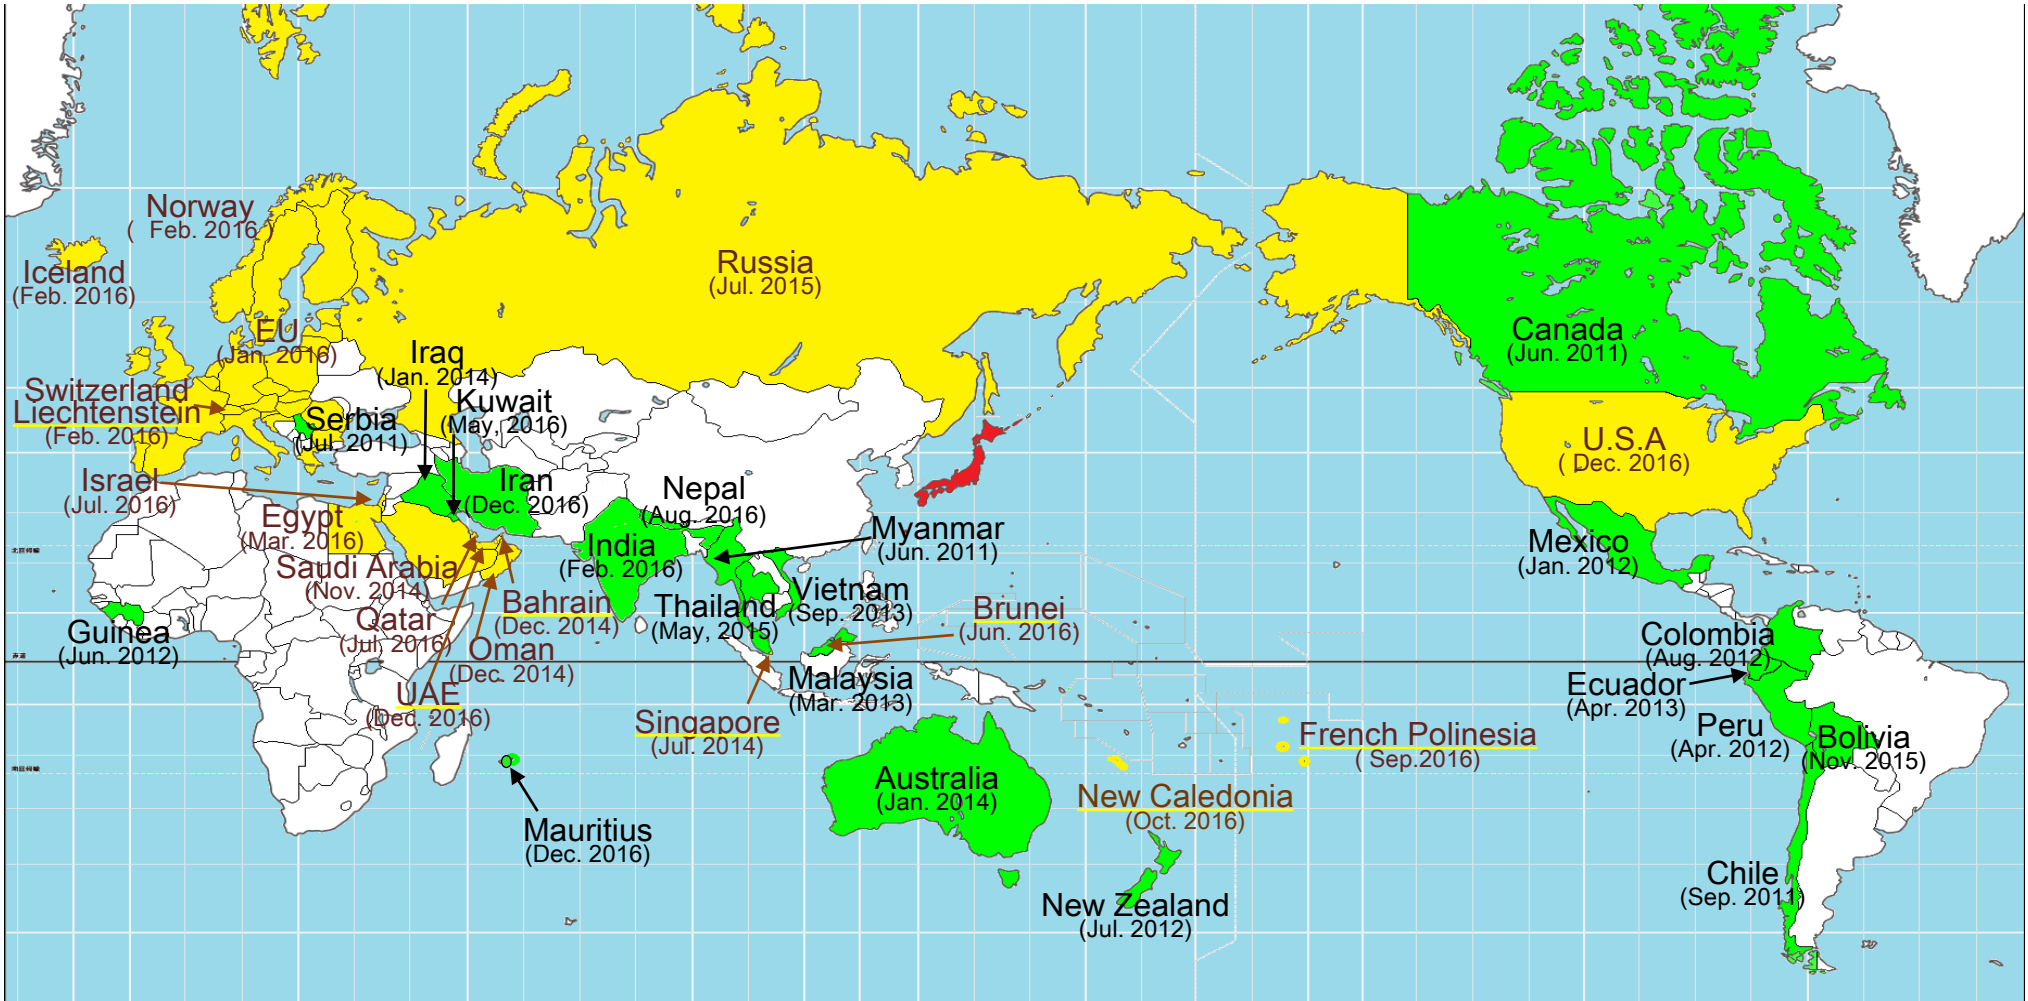 Norway
( Feb. 2016 )
Iceland
(Feb. 2016)
Russia
(Jul. 2015)
EU
(Jan. 2016)
Iraq
(Jan. 2014)
Canada
(Jun. 2011)
Switzerland
Liechtenstein
(Feb. 2016)
Serbia
(Jul. 2011)
Kuwait
(May, 2016)
U.S.A
( Dec. 2016)
Israel
(Jul. 2016)
Iran
(Dec. 2016)
Nepal
(Aug. 2016)
Egypt
(Mar. 2016)
Myanmar
(Jun. 2011)
India
(Feb. 2016)
Mexico
(Jan. 2012)
Saudi Arabia
(Nov. 2014)
Vietnam
(Sep. 2013)
Bahrain
(Dec. 2014)
Thailand
(May, 2015)
Brunei
(Jun. 2016)
Qatar
(Jul. 2016)
Guinea
(Jun. 2012)
Colombia
(Aug. 2012)
Oman
(Dec. 2014)
赤道
Malaysia
(Mar. 2013)
Ecuador
(Apr. 2013)
UAE
(Dec. 2016)
Singapore
(Jul. 2014)
French Polinesia
( Sep.2016)
Peru
(Apr. 2012)
Bolivia
(Nov. 2015)
Australia
(Jan. 2014)
New Caledonia
(Oct. 2016)
Mauritius
(Dec. 2016)
Chile
(Sep. 2011)
New Zealand
(Jul. 2012)